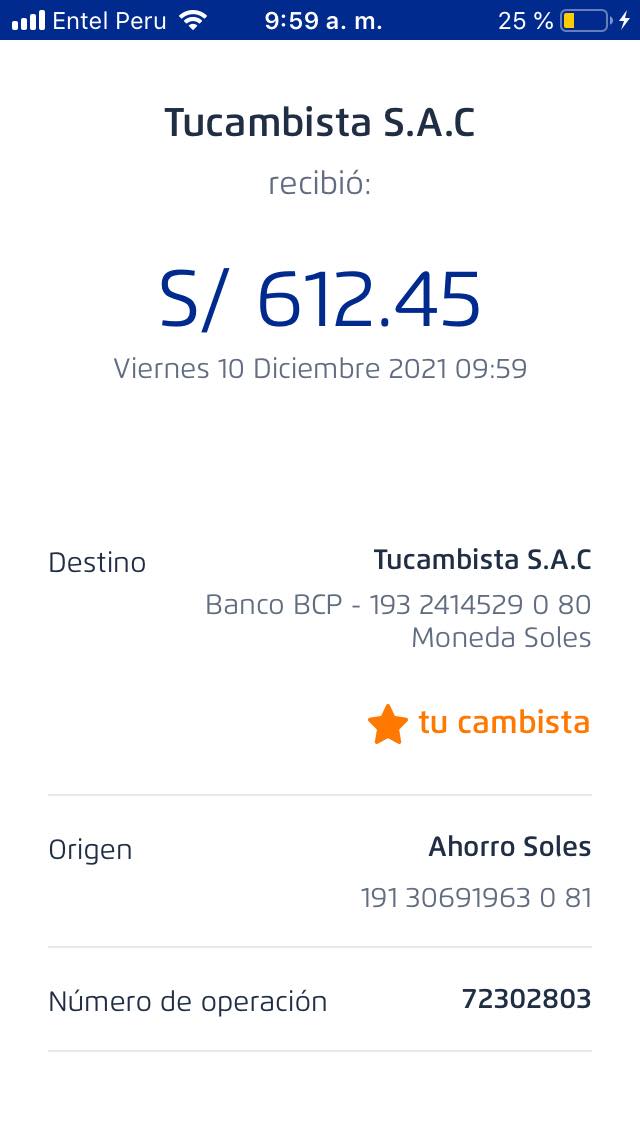 Entel Peru 9:59 a. m. 25 %
Tucambista S.A.C
recibió:
S/ 612.45
Viernes 10 Diciembre 2021 09:59
Destino Tucambista S.A.C
Banco BCP - 193 2414529 0 80
Moneda Soles
tu cambista
Origen Ahorro Soles
191 30691963 0 81
Número de operación 72302803